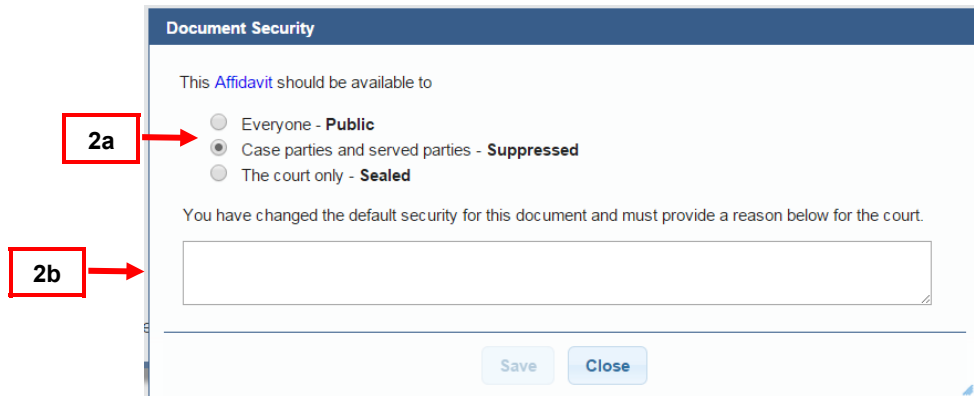 Document Security
This Affidavit should be available to
Everyone - Public
2a
Case parties and served parties - Suppressed
The court only - Sealed
You have changed the default security for this document and must provide a reason below for the court.
2b
Save Close